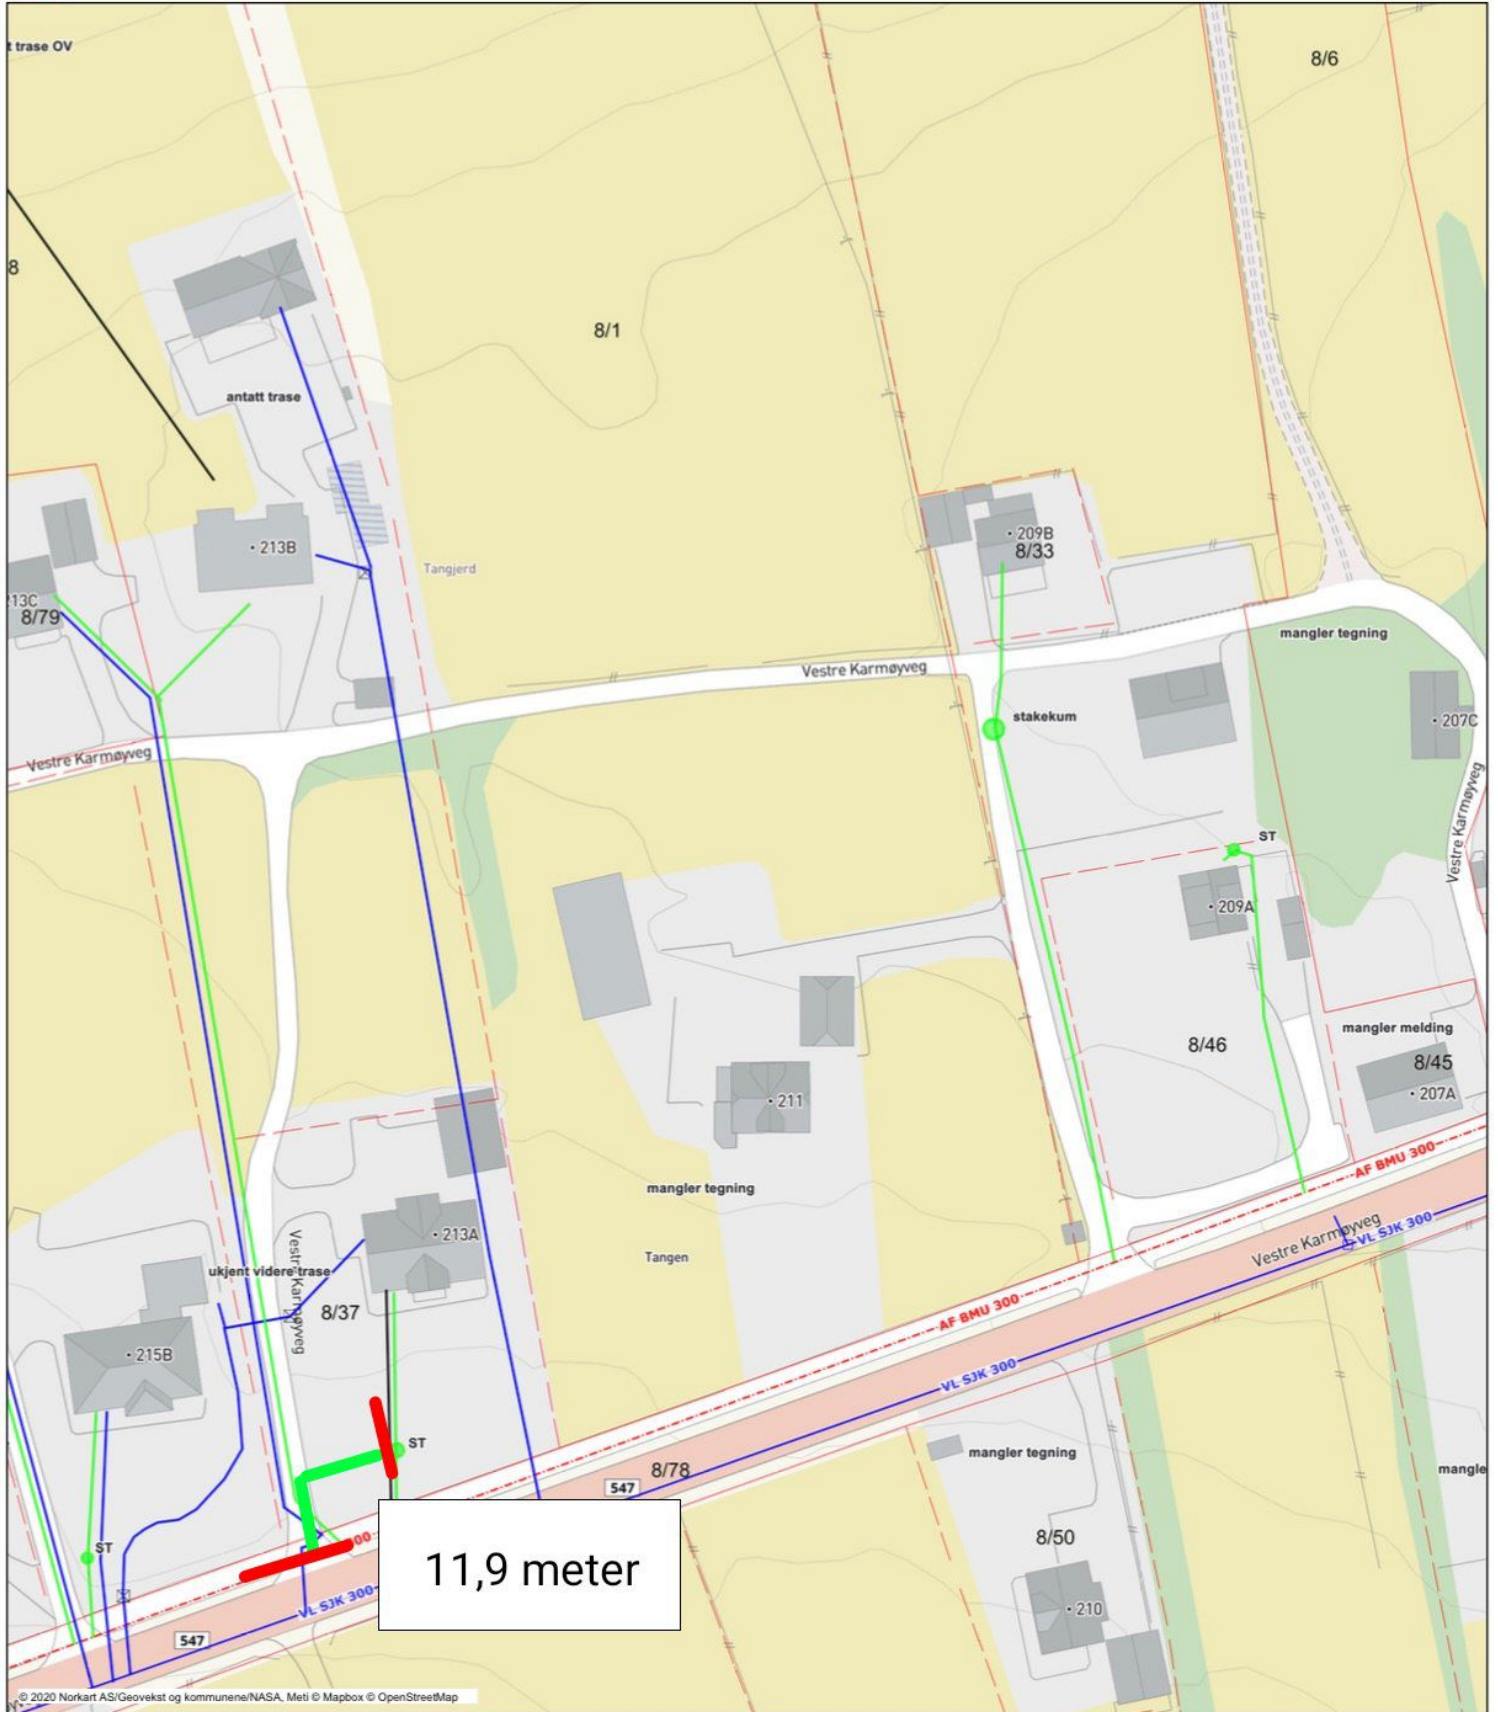 t trase OV
8/6
8
8/1
antatt trase
213B
Tangjerd
209B
8/33
13C
8/79
mangler tegning
Vestre Karmøyveg
Vestre Karmøyveg
stakekum
207C
Vestre Karmøyveg
ST
209A
mangler melding
8/46
8/45
207A
211
AF BMU 300
mangler tegning
Vestre Karmøyveg
VL SJK 300
213A
Tangen
ukjent videre trase
Vestre Karmøyveg
8/37
AF BMU 300
215B
VL SJK 300
ST
mangler tegning
8/78
547
mangle
00
ST
8/50
11,9 meter
VL SJK 300
210
547
© 2020 Norkart AS/Geovekst og kommunene/NASA, Meti © Mapbox © OpenStreetMap